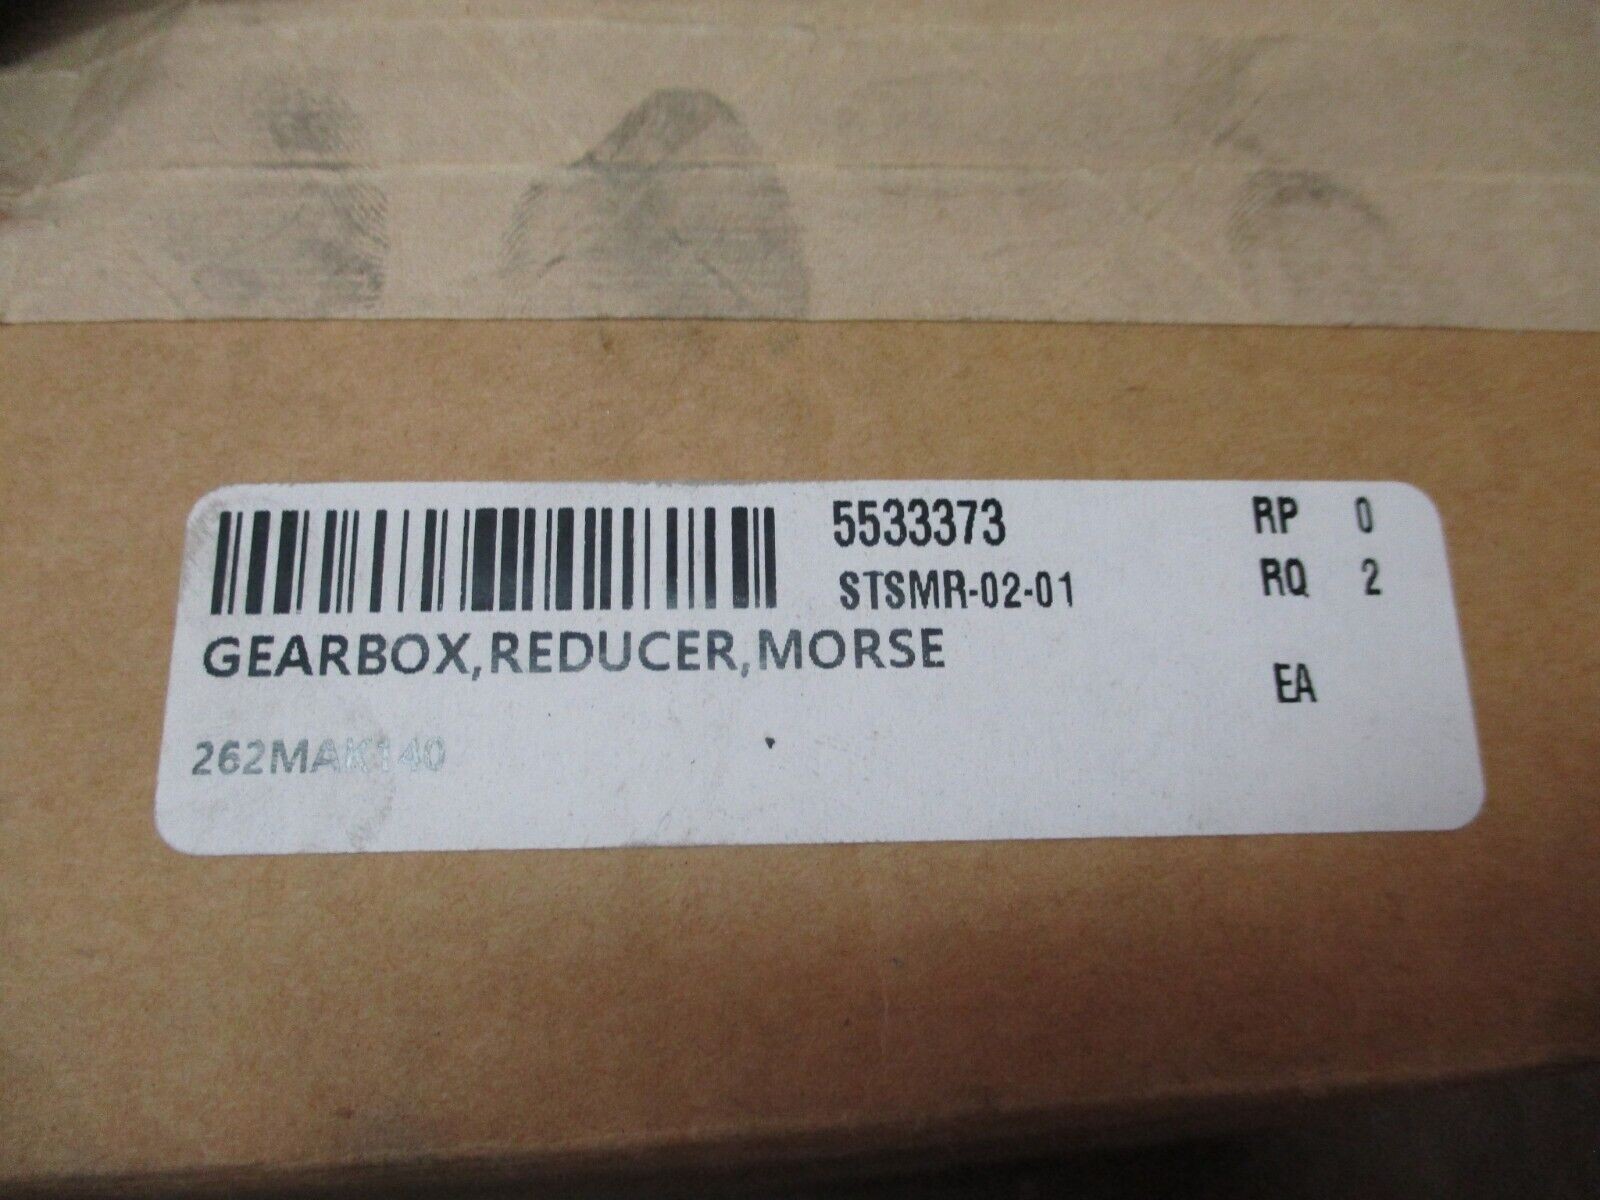 5533373 RP 0
STSMR-02-01 RQ 2
GEARBOX,REDUCER,MORSE
EA
262MAK140